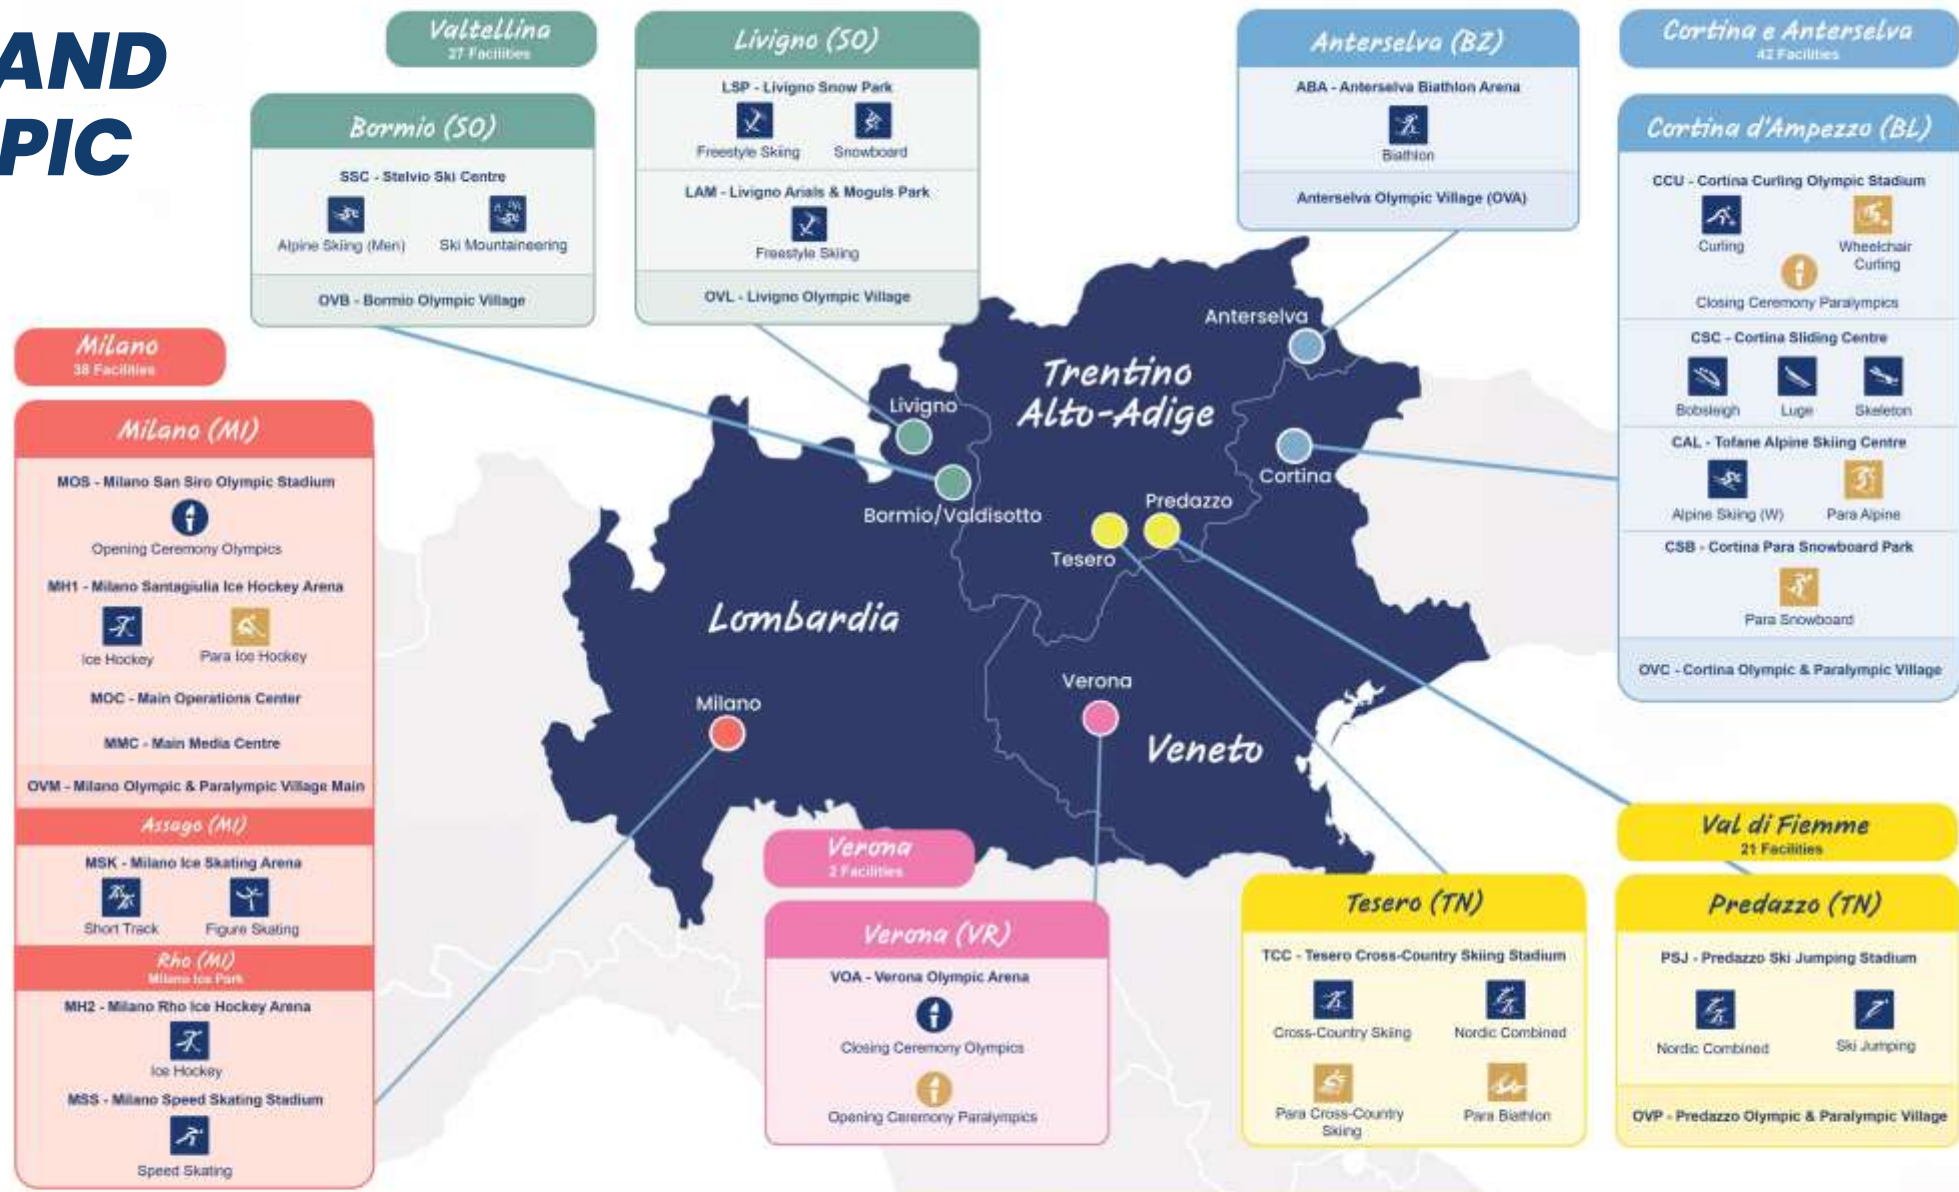 AND
PIC
Valtellina
27 Facilities
Bormio (SO)
SSC - Stelvio Ski Centre
Alpine Skiing (Men)
Ski Mountaineering
OVB - Bormio Olympic Village
Livigno (SO)
LSP - Livigno Snow Park
Freestyle Skiing
Snowboard
LAM - Livigno Arials & Moguls Park
Freestyle Skiing
OVL - Livigno Olympic Village
Anterselva (BZ)
ABA - Anterselva Biathlon Arena
Biathlon
Anterselva Olympic Village (OVA)
Cortina e Anterselva
42 Facilities
Cortina d'Ampezzo (BL)
CCU - Cortina Curling Olympic Stadium
Curling
Wheelchair
Curling
Closing Ceremony Paralympics
CSC - Cortina Sliding Centre
Bobsleigh
Luge
Skeleton
CAL - Tofane Alpine Skiing Centre
Alpine Skiing (W)
Para Alpine
CSB - Cortina Para Snowboard Park
Para Snowboard
OVC - Cortina Olympic & Paralympic Village
Milano
38 Facilities
Milano (MI)
MOS - Milano San Siro Olympic Stadium
Opening Ceremony Olympics
MH1 - Milano Santagiulia Ice Hockey Arena
Ice Hockey
Para Ice Hockey
MOC - Main Operations Center
MMC - Main Media Centre
OVM - Milano Olympic & Paralympic Village Main
Assago (MI)
MSK - Milano Ice Skating Arena
Short Track
Figure Skating
Rho (MI)
Milano Ice Park
MH2 - Milano Rho Ice Hockey Arena
Ice Hockey
MSS - Milano Speed Skating Stadium
Speed Skating
Anterselva
Trentino
Alto-Adige
Livigno
Cortina
Bormio/Valdisotto
Predazzo
Tesero
Lombardia
Verona
Milano
Veneto
Verona
2 Facilities
Verona (VR)
VOA - Verona Olympic Arena
Closing Ceremony Olympics
Opening Ceremony Paralympics
Val di Fiemme
21 Facilities
Tesero (TN)
TCC - Tesero Cross-Country Skiing Stadium
Cross-Country Skiing
Nordic Combined
Para Cross-Country
Skiing
Para Biathlon
Predazzo (TN)
PSJ - Predazzo Ski Jumping Stadium
Nordic Combined
Ski Jumping
OVP - Predazzo Olympic & Paralympic Village